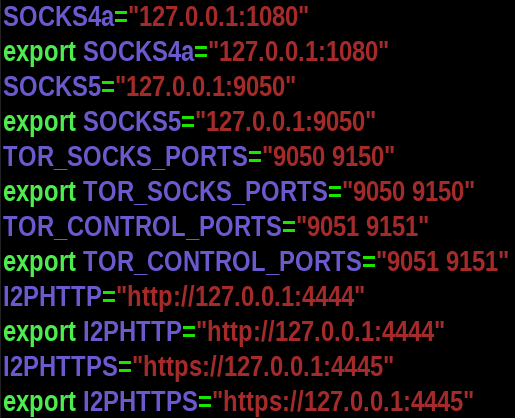 SOCKS4a="127.0.0.1:1080"
export SOCKS4a="127.0.0.1:1080"
SOCKS5="127.0.0.1:9050"
export SOCKS5="127.0.0.1:9050"
TOR_SOCKS_PORTS="9050 9150"
export TOR_SOCKS_PORTS="9050 9150"
TOR_CONTROL_PORTS="9051 9151"
export TOR_CONTROL_PORTS="9051 9151"
I2PHTTP="http://127.0.0.1:4444"
export I2PHTTP="http://127.0.0.1:4444"
I2PHTTPS="https://127.0.0.1:4445"
export I2PHTTPS="https://127.0.0.1:4445"